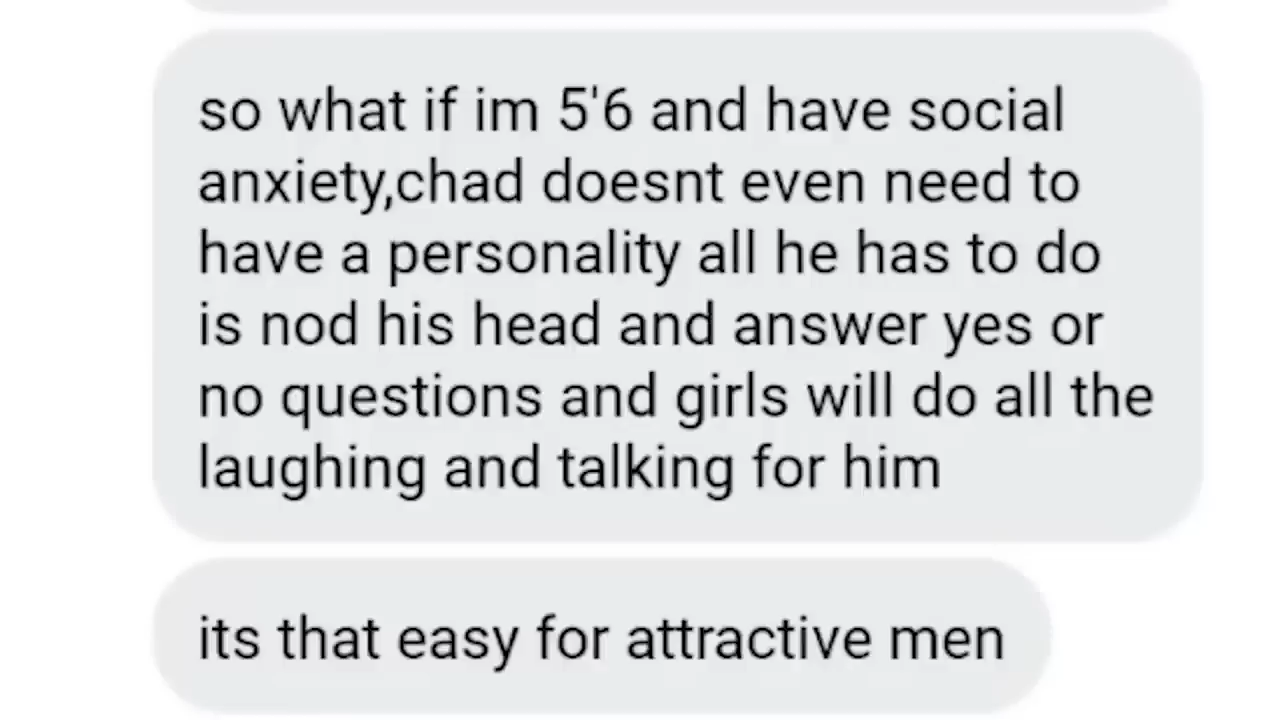 so what if im 5'6 and have social
anxiety,chad doesnt even need to
have a personality all he has to do
is nod his head and answer yes or
no questions and girls will do all the
laughing and talking for him
its that easy for attractive men